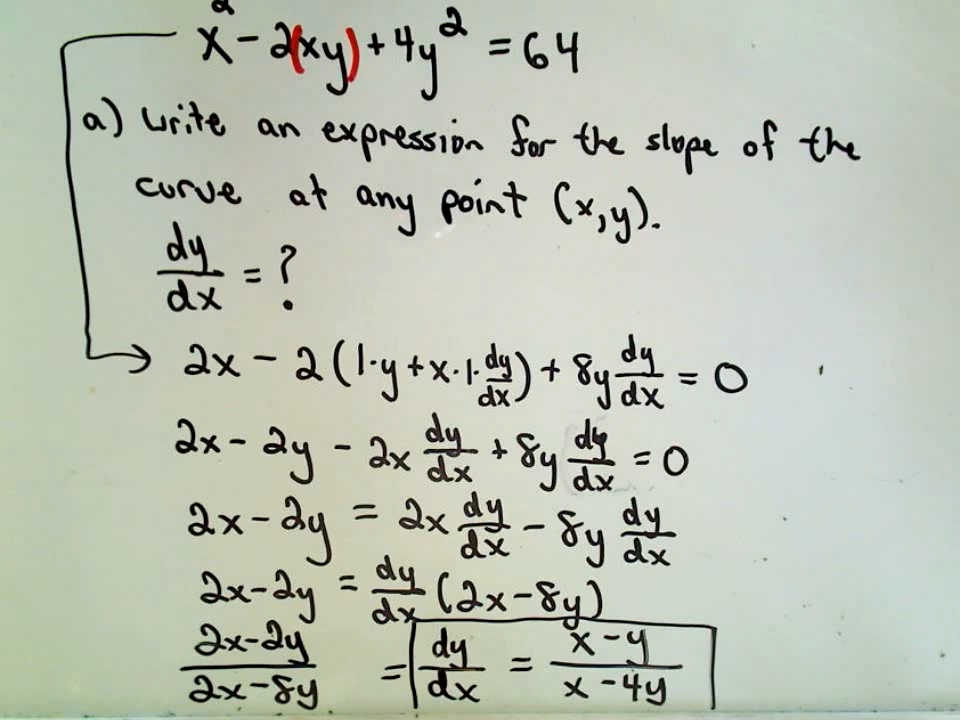 x² - 2(xy) + 4y² = 64
a) Write an expression for the slope of the
curve at any point (x,y).
dy/dx = ?
2x - 2(1·y + x·1·dy/dx) + 8y dy/dx = 0
2x - 2y - 2x dy/dx + 8y dy/dx = 0
2x - 2y = 2x dy/dx - 8y dy/dx
2x - 2y = dy/dx (2x - 8y)
(2x-2y)/(2x-8y) = dy/dx = (x-y)/(x-4y)